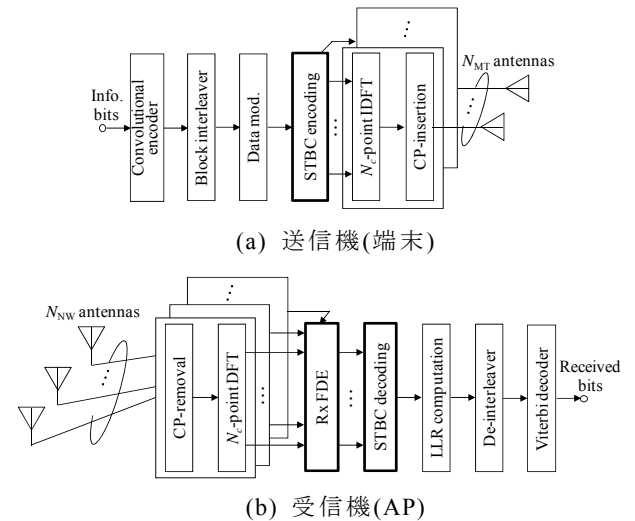 Info.
bits
Convolutional
encoder
Block interleaver
Data mod.
STBC encoding
⋮
N_c-point IDFT
CP-insertion
⋮
N_MT antennas
⋮
(a) 送信機(端末)
N_NW antennas
⋮
CP-removal
N_c-point DFT
⋮
⋮
Rx FDE
⋮
STBC decoding
LLR computation
De-interleaver
Viterbi decoder
Received
bits
(b) 受信機(AP)